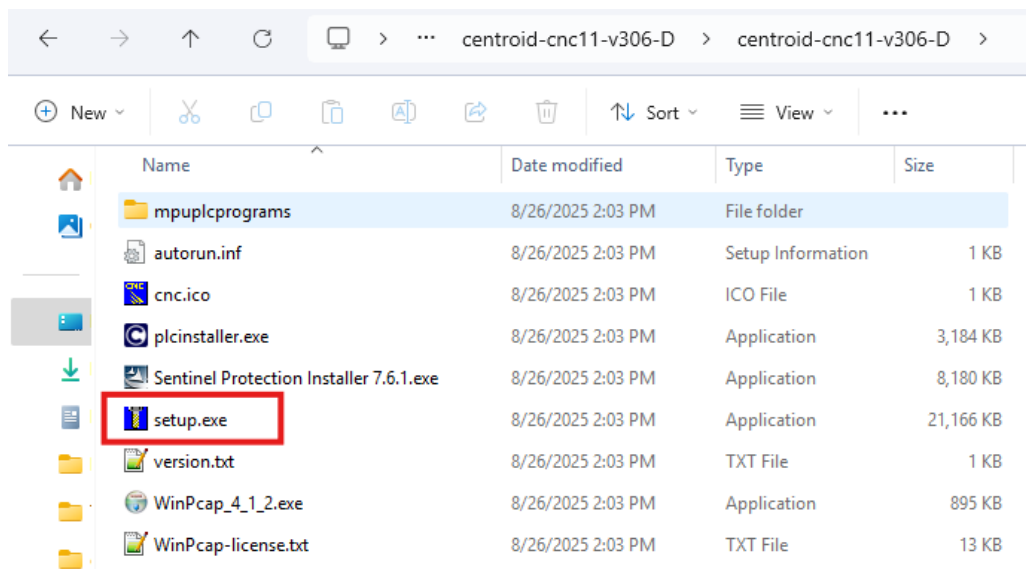 ... centroid-cnc11-v306-D > centroid-cnc11-v306-D >
New Sort View ...
Name Date modified Type Size
mpuplcprograms 8/26/2025 2:03 PM File folder
autorun.inf 8/26/2025 2:03 PM Setup Information 1 KB
CNC cnc.ico 8/26/2025 2:03 PM ICO File 1 KB
C plcinstaller.exe 8/26/2025 2:03 PM Application 3,184 KB
Sentinel Protection Installer 7.6.1.exe 8/26/2025 2:03 PM Application 8,180 KB
setup.exe 8/26/2025 2:03 PM Application 21,166 KB
version.txt 8/26/2025 2:03 PM TXT File 1 KB
WinPcap_4_1_2.exe 8/26/2025 2:03 PM Application 895 KB
WinPcap-license.txt 8/26/2025 2:03 PM TXT File 13 KB